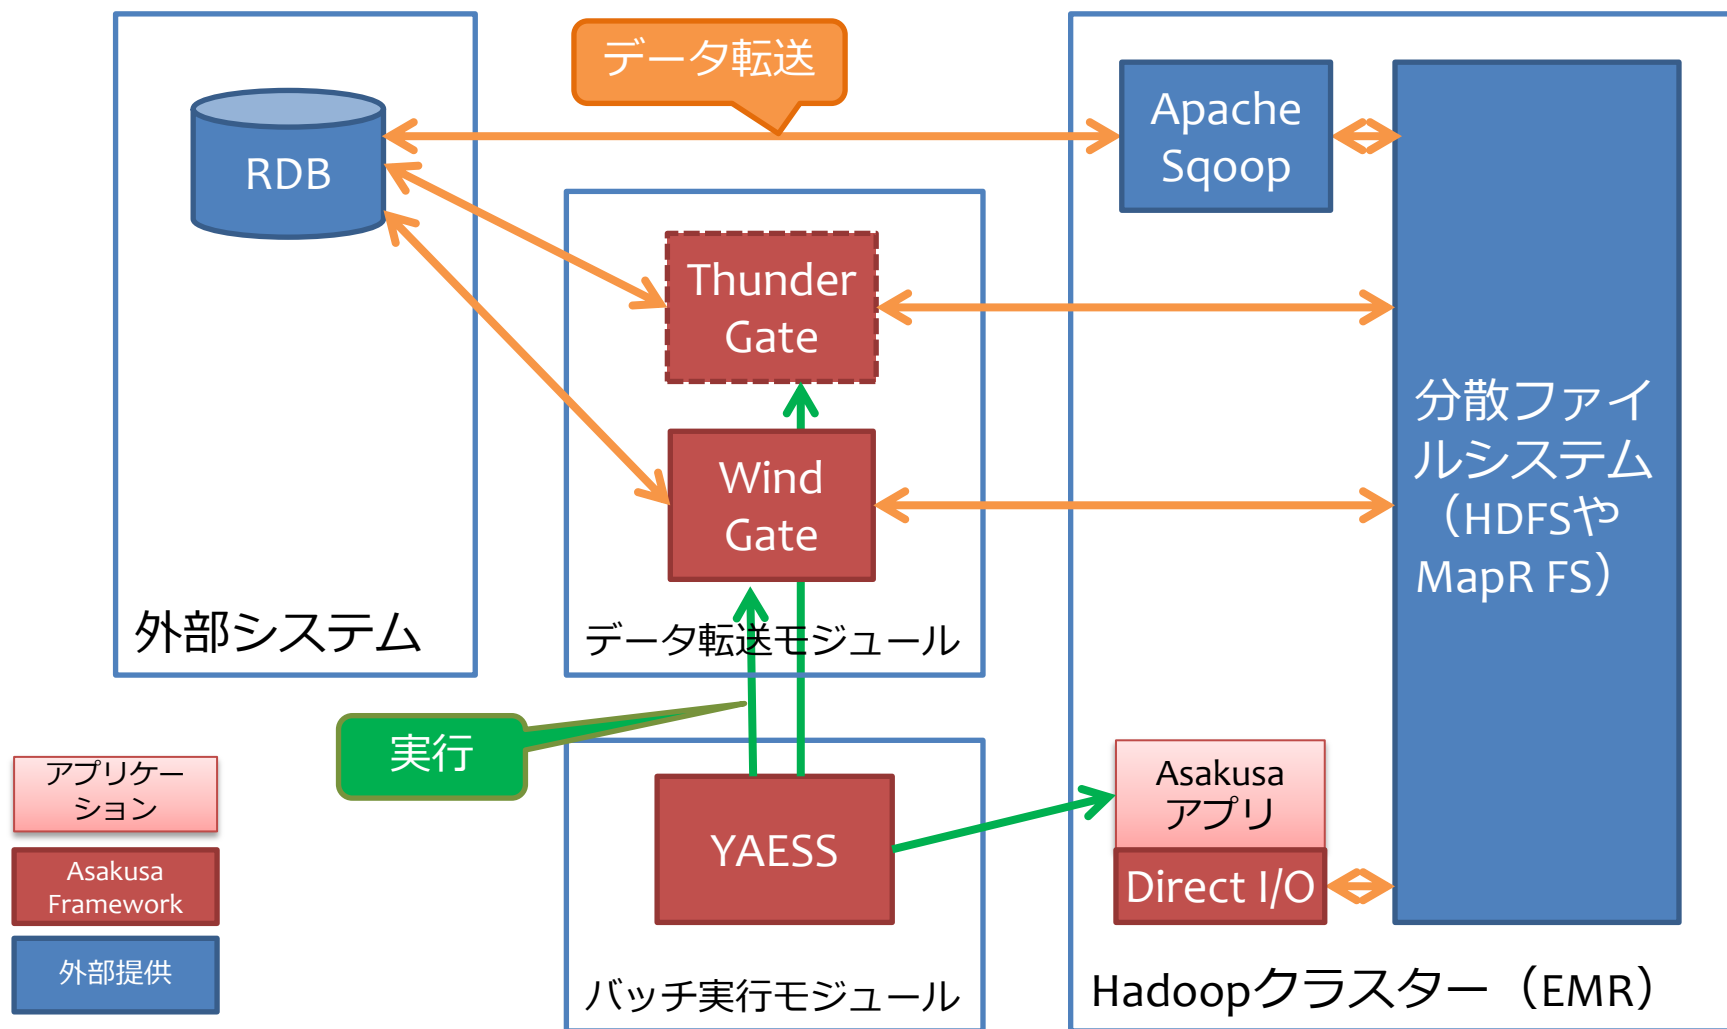 データ転送
RDB
Apache
Sqoop
Thunder
Gate
Wind
Gate
分散ファイ
ルシステム
（HDFSや
MapR FS）
外部システム
データ転送モジュール
実行
アプリケー
ション
Asakusa
Framework
外部提供
YAESS
Asakusa
アプリ
Direct I/O
バッチ実行モジュール
Hadoopクラスター（EMR）